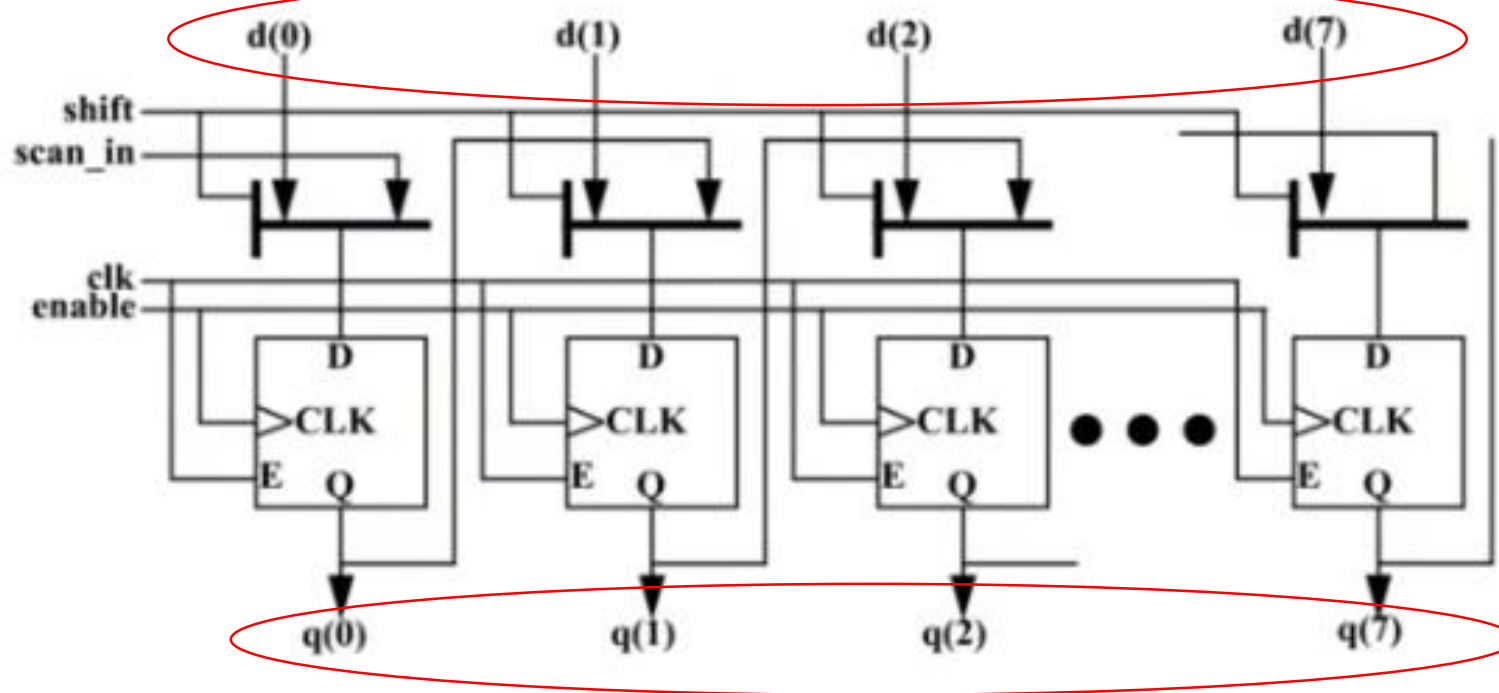 d(0) d(1) d(2) d(7)
shift
scan_in
clk
enable
D D D D
CLK CLK CLK CLK
E Q E Q E Q E Q
q(0) q(1) q(2) q(7)